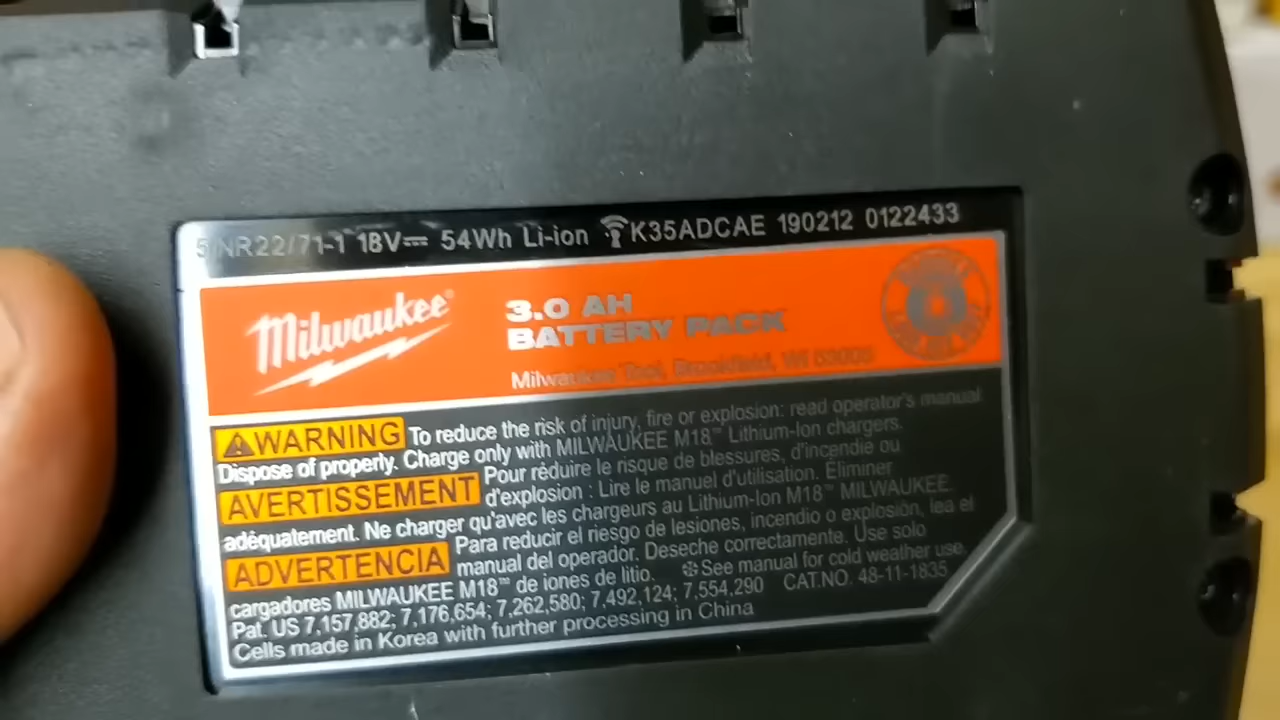 5INR22/71-1 18V 54Wh Li-ion K35ADCAE 190212 0122433
Milwaukee®
3.0 AH
BATTERY PACK
Milwaukee Tool, Brookfield, WI 53005
⚠WARNING To reduce the risk of injury, fire or explosion: read operator's manual
Dispose of properly. Charge only with MILWAUKEE M18™ Lithium-Ion chargers.
AVERTISSEMENT Pour réduire le risque de blessures, d'incendie ou
d'explosion : Lire le manuel d'utilisation. Éliminer
adéquatement. Ne charger qu'avec les chargeurs au Lithium-Ion M18™ MILWAUKEE.
ADVERTENCIA Para reducir el riesgo de lesiones, incendio o explosión, lea el
manual del operador. Deseche correctamente. Use solo
cargadores MILWAUKEE M18™ de iones de litio. ❄See manual for cold weather use.
Pat. US 7,157,882; 7,176,654; 7,262,580; 7,492,124; 7,554,290 CAT.NO. 48-11-1835
Cells made in Korea with further processing in China